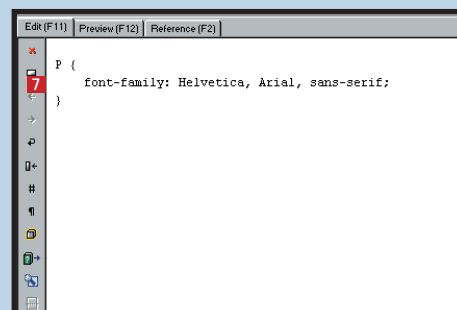 Edit (F11) Preview (F12) Reference (F2)
P {
font-family: Helvetica, Arial, sans-serif;
7
}
#
¶